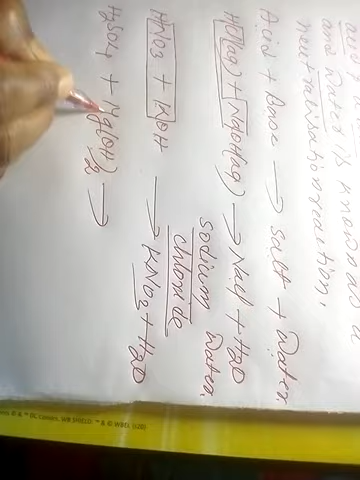 and water is known as a
neutralisation reaction.
Acid + Base → Salt + Water.
HCl(aq) + NaOH(aq) → NaCl + H2O
Sodium Water.
chloride
HNO3 + KOH → KNO3 + H2O
H2SO4 + Mg(OH)2 →